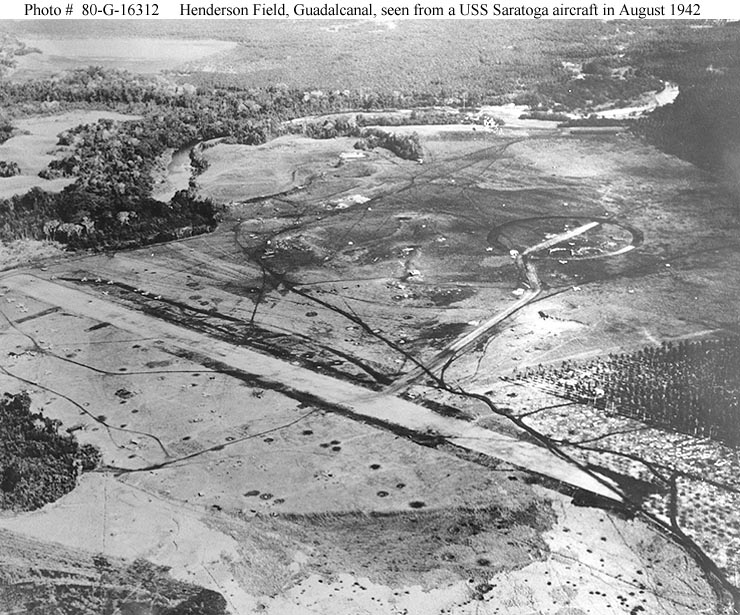 Photo # 80-G-16312 Henderson Field, Guadalcanal, seen from a USS Saratoga aircraft in August 1942